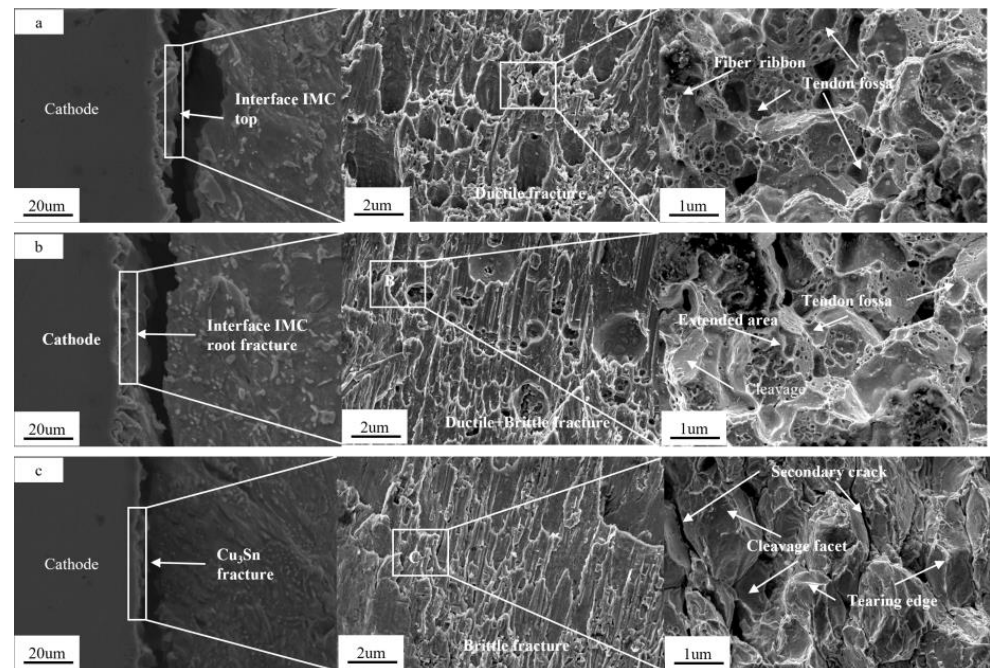 a
Cathode
Interface IMC
top
20um
A
Ductile fracture
2um
Fiber ribbon
Tendon fossa
1um
b
Cathode
Interface IMC
root fracture
20um
B
Ductile+Brittle fracture
2um
Tendon fossa
Extended area
Cleavage
1um
c
Cathode
Cu₃Sn
fracture
20um
C
Brittle fracture
2um
Secondary crack
Cleavage facet
Tearing edge
1um